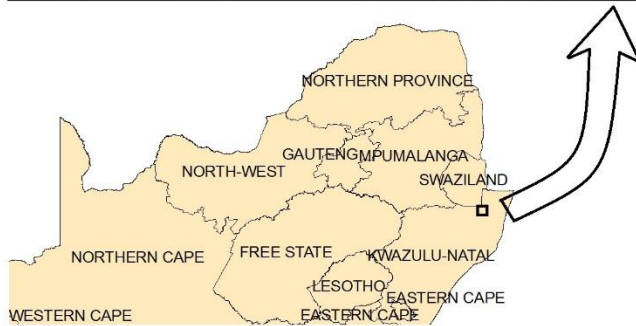 NORTHERN PROVINCE
GAUTENG MPUMALANGA
NORTH-WEST
SWAZILAND
NORTHERN CAPE
FREE STATE
KWAZULU-NATAL
LESOTHO
EASTERN CAPE
WESTERN CAPE
EASTERN CAPE